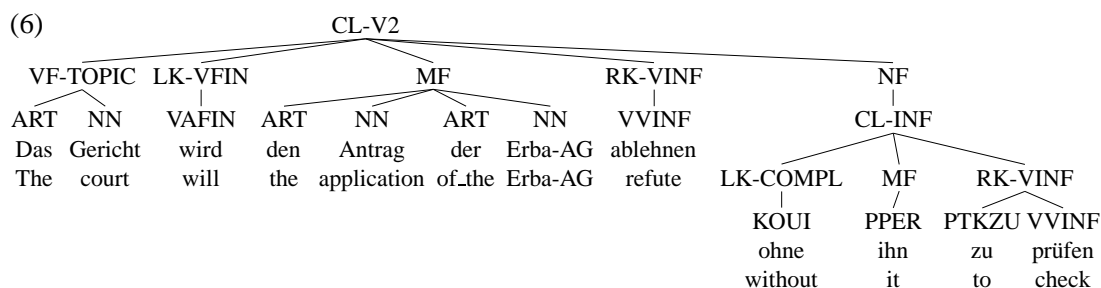 (6) CL-V2
VF-TOPIC LK-VFIN MF RK-VINF NF
ART NN VAFIN ART NN ART NN VVINF CL-INF
Das Gericht wird den Antrag der Erba-AG ablehnen
The court will the application of_the Erba-AG refute
LK-COMPL MF RK-VINF
KOUI PPER PTKZU VVINF
ohne ihn zu prüfen
without it to check